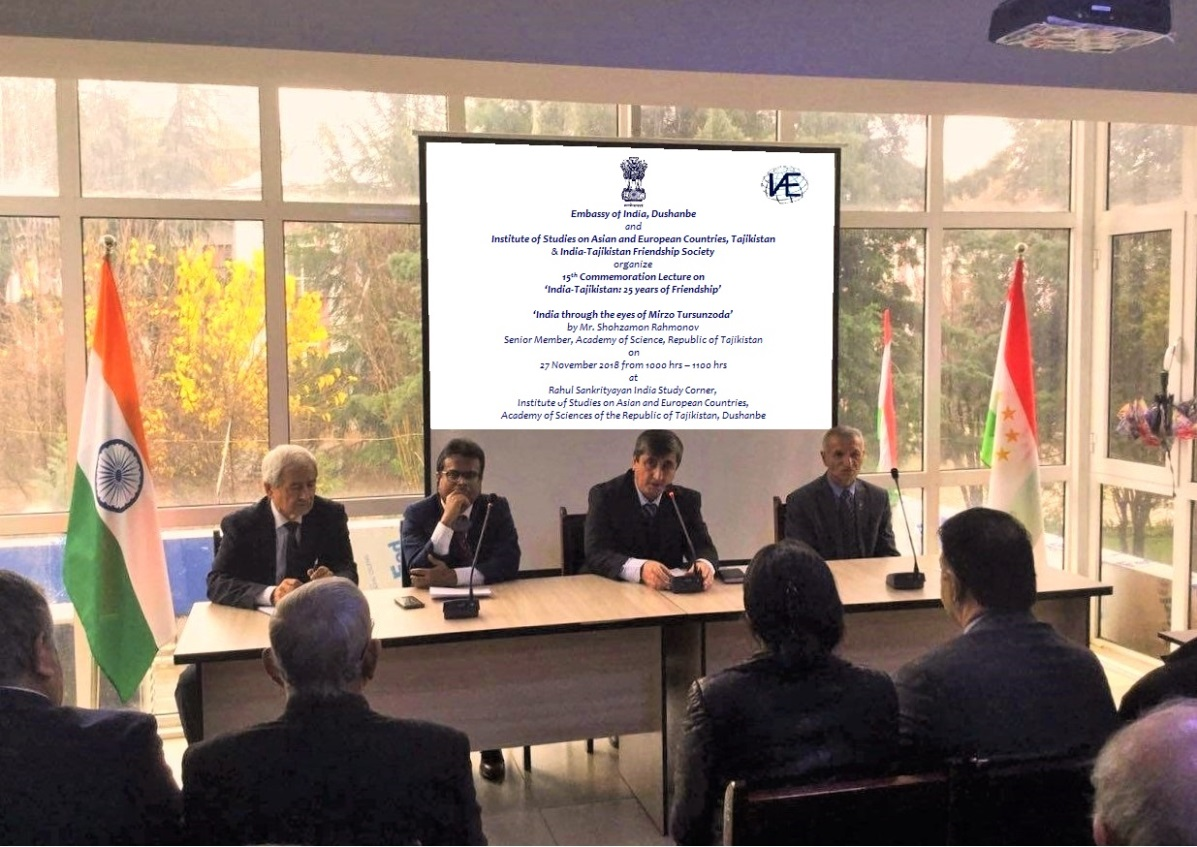 IAE
Embassy of India, Dushanbe
and
Institute of Studies on Asian and European Countries, Tajikistan
& India-Tajikistan Friendship Society
organize
15th Commemoration Lecture on
‘India-Tajikistan: 25 years of Friendship’
‘India through the eyes of Mirzo Tursunzoda’
by Mr. Shohzamon Rahmonov
Senior Member, Academy of Science, Republic of Tajikistan
on
27 November 2018 from 1000 hrs – 1100 hrs
at
Rahul Sankrityayan India Study Corner,
Institute of Studies on Asian and European Countries,
Academy of Sciences of the Republic of Tajikistan, Dushanbe